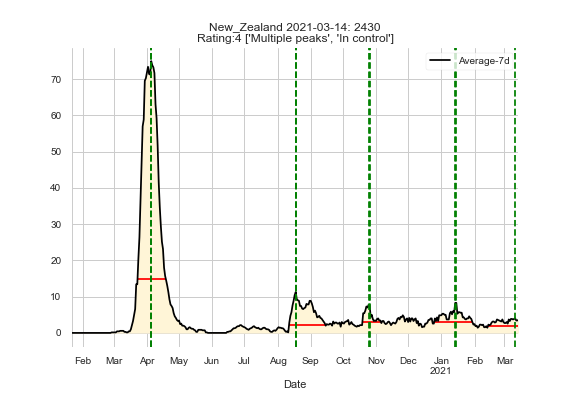 New_Zealand 2021-03-14: 2430
Rating:4 ['Multiple peaks', 'In control']
Average-7d
70
60
50
40
30
20
10
0
Feb Mar Apr May Jun Jul Aug Sep Oct Nov Dec Jan Feb Mar
2021
Date